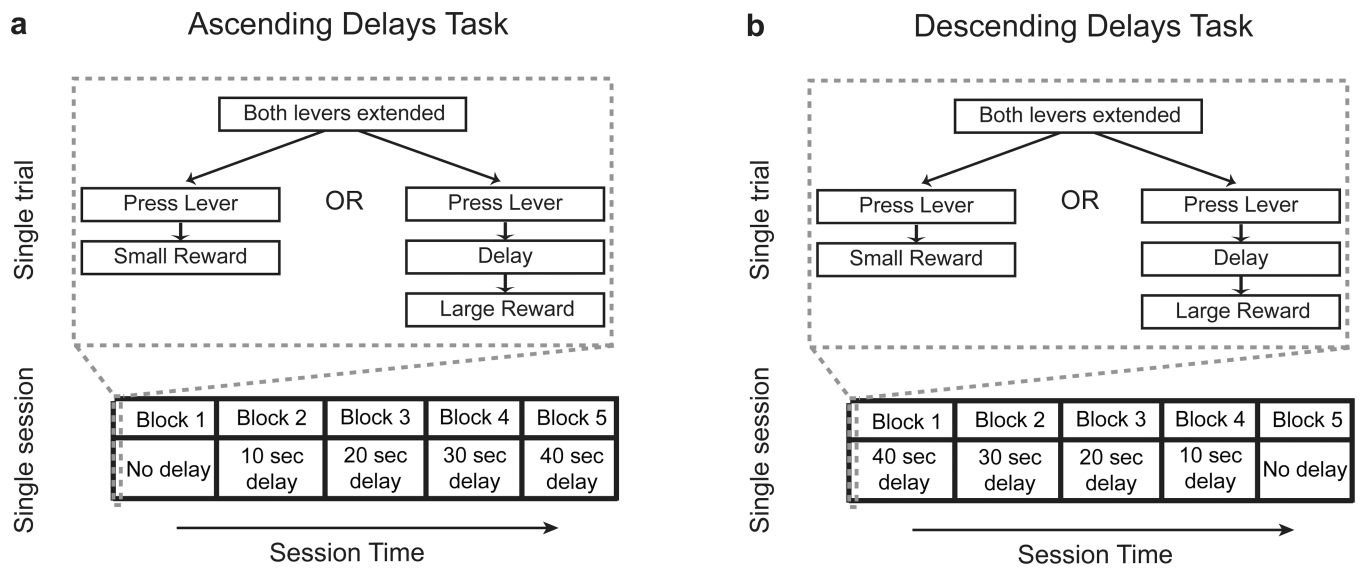 a
Ascending Delays Task
Single trial
Both levers extended
Press Lever
OR
Press Lever
Small Reward
Delay
Large Reward
Single session
Block 1
Block 2
Block 3
Block 4
Block 5
No delay
10 sec
delay
20 sec
delay
30 sec
delay
40 sec
delay
Session Time
b
Descending Delays Task
Single trial
Both levers extended
Press Lever
OR
Press Lever
Small Reward
Delay
Large Reward
Single session
Block 1
Block 2
Block 3
Block 4
Block 5
40 sec
delay
30 sec
delay
20 sec
delay
10 sec
delay
No delay
Session Time